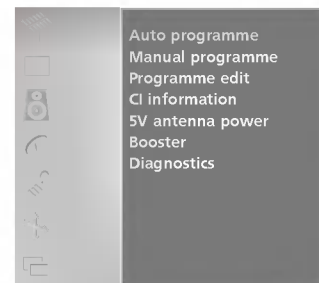 Auto programme
Manual programme
Programme edit
CI information
5V antenna power
Booster
Diagnostics